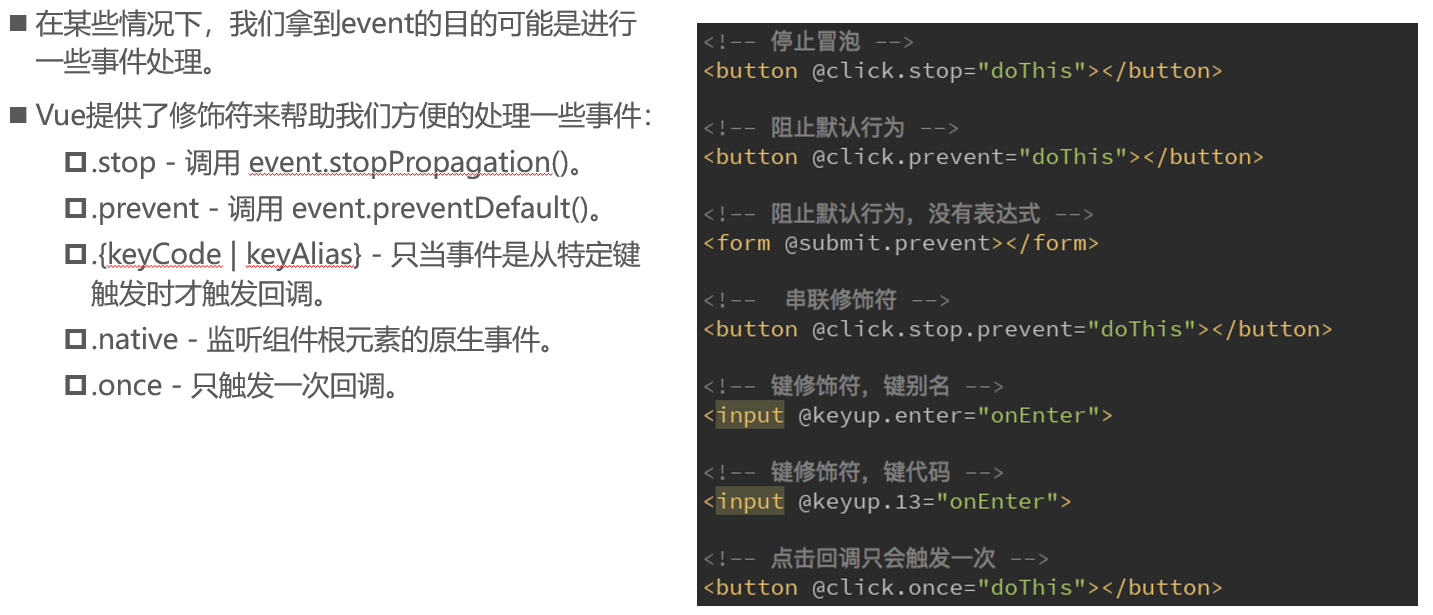 在某些情况下，我们拿到event的目的可能是进行
一些事件处理。
Vue提供了修饰符来帮助我们方便的处理一些事件：
.stop - 调用 event.stopPropagation()。
.prevent - 调用 event.preventDefault()。
.{keyCode | keyAlias} - 只当事件是从特定键
触发时才触发回调。
.native - 监听组件根元素的原生事件。
.once - 只触发一次回调。
<!-- 停止冒泡 -->
<button @click.stop="doThis"></button>
<!-- 阻止默认行为 -->
<button @click.prevent="doThis"></button>
<!-- 阻止默认行为，没有表达式 -->
<form @submit.prevent></form>
<!--  串联修饰符 -->
<button @click.stop.prevent="doThis"></button>
<!-- 键修饰符，键别名 -->
<input @keyup.enter="onEnter">
<!-- 键修饰符，键代码 -->
<input @keyup.13="onEnter">
<!-- 点击回调只会触发一次 -->
<button @click.once="doThis"></button>